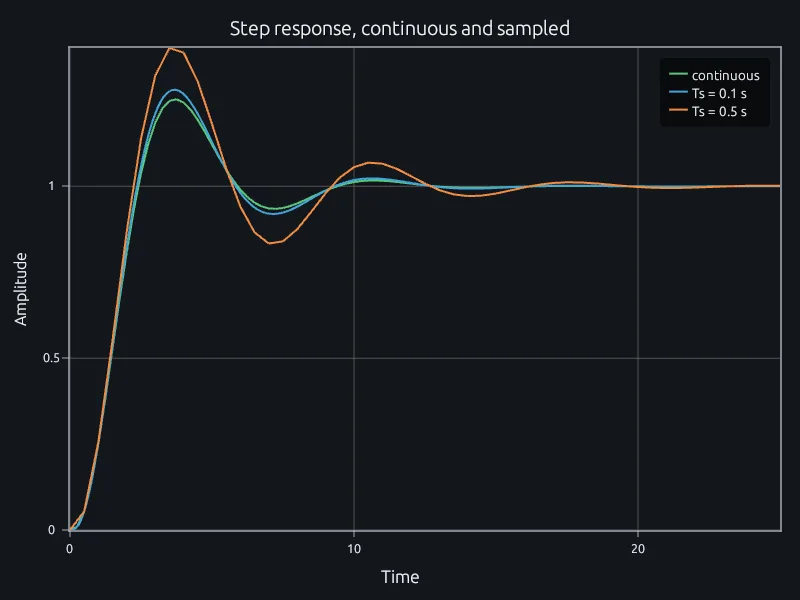 Step response, continuous and sampled
continuous
Ts = 0.1 s
Ts = 0.5 s
Amplitude
1
0.5
0
0
10
20
Time